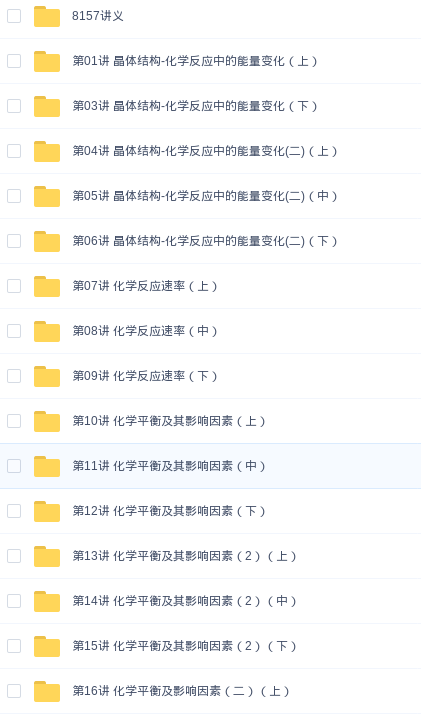 8157讲义
第01讲 晶体结构-化学反应中的能量变化（上）
第03讲 晶体结构-化学反应中的能量变化（下）
第04讲 晶体结构-化学反应中的能量变化(二)（上）
第05讲 晶体结构-化学反应中的能量变化(二)（中）
第06讲 晶体结构-化学反应中的能量变化(二)（下）
第07讲 化学反应速率（上）
第08讲 化学反应速率（中）
第09讲 化学反应速率（下）
第10讲 化学平衡及其影响因素（上）
第11讲 化学平衡及其影响因素（中）
第12讲 化学平衡及其影响因素（下）
第13讲 化学平衡及其影响因素（2）（上）
第14讲 化学平衡及其影响因素（2）（中）
第15讲 化学平衡及其影响因素（2）（下）
第16讲 化学平衡及影响因素（二）（上）